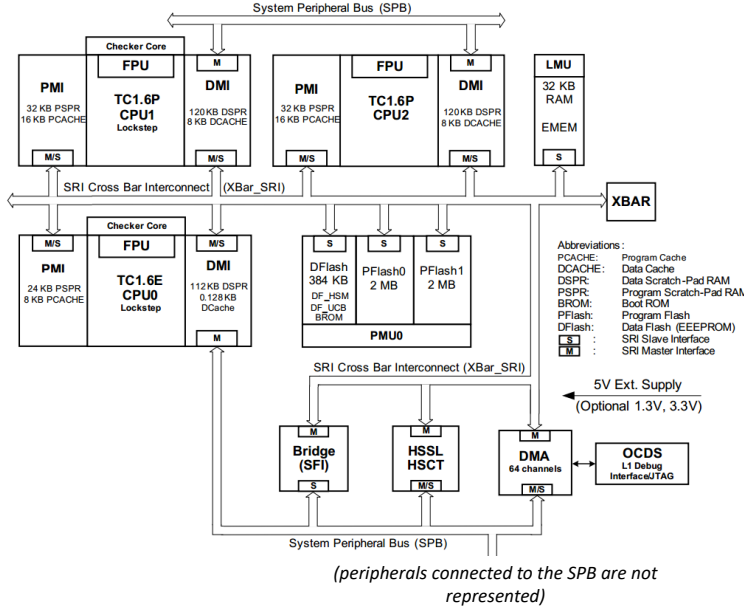 System Peripheral Bus (SPB)
Checker Core
FPU
M
PMI
32 KB PSPR
16 KB PCACHE
TC1.6P
CPU1
Lockstep
DMI
120 KB DSPR
8 KB DCACHE
M/S
M/S
PMI
32 KB PSPR
16 KB PCACHE
FPU
TC1.6P
CPU2
M
DMI
120 KB DSPR
8 KB DCACHE
M/S
M/S
LMU
32 KB
RAM
EMEM
S
SRI Cross Bar Interconnect (XBar_SRI)
XBAR
Checker Core
M/S
FPU
M/S
PMI
24 KB PSPR
8 KB PCACHE
TC1.6E
CPU0
Lockstep
DMI
112 KB DSPR
0.128KB
DCache
M
S
S
S
DFlash
384 KB
DF_HSM
DF_UCB
BROM
PFlash0
2 MB
PFlash1
2 MB
PMU0
Abbreviations:
PCACHE: Program Cache
DCACHE: Data Cache
DSPR: Data Scratch-Pad RAM
PSPR: Program Scratch-Pad RAM
BROM: Boot ROM
PFlash: Program Flash
DFlash: Data Flash (EEEPROM)
S : SRI Slave Interface
M : SRI Master Interface
SRI Cross Bar Interconnect (XBar_SRI)
5V Ext. Supply
(Optional 1.3V, 3.3V)
M
Bridge
(SFI)
S
M
HSSL
HSCT
M/S
M
DMA
64 channels
M/S
OCDS
L1 Debug
Interface/JTAG
System Peripheral Bus (SPB)
(peripherals connected to the SPB are not
represented)